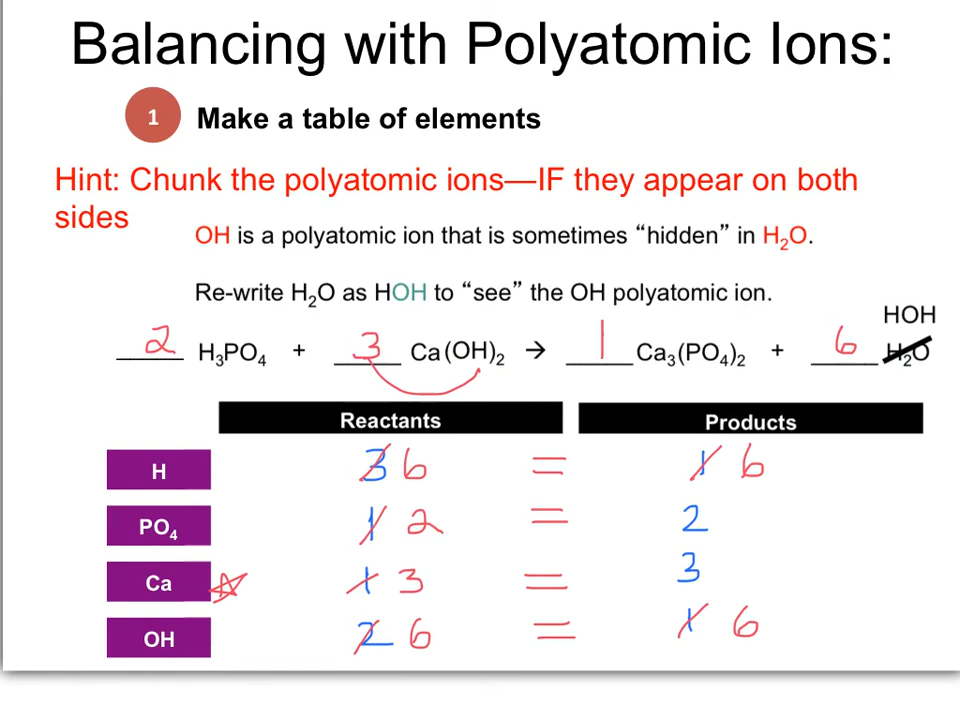 Balancing with Polyatomic Ions:
1 Make a table of elements
Hint: Chunk the polyatomic ions—IF they appear on both
sides
OH is a polyatomic ion that is sometimes “hidden” in H₂O.
Re-write H₂O as HOH to “see” the OH polyatomic ion.
HOH
2 H₃PO₄ + 3 Ca(OH)₂ → 1 Ca₃(PO₄)₂ + 6 H₂O
Reactants Products
H 3 6 = 1 6
PO₄ 1 2 = 2
Ca 1 3 = 3
OH 2 6 = 1 6